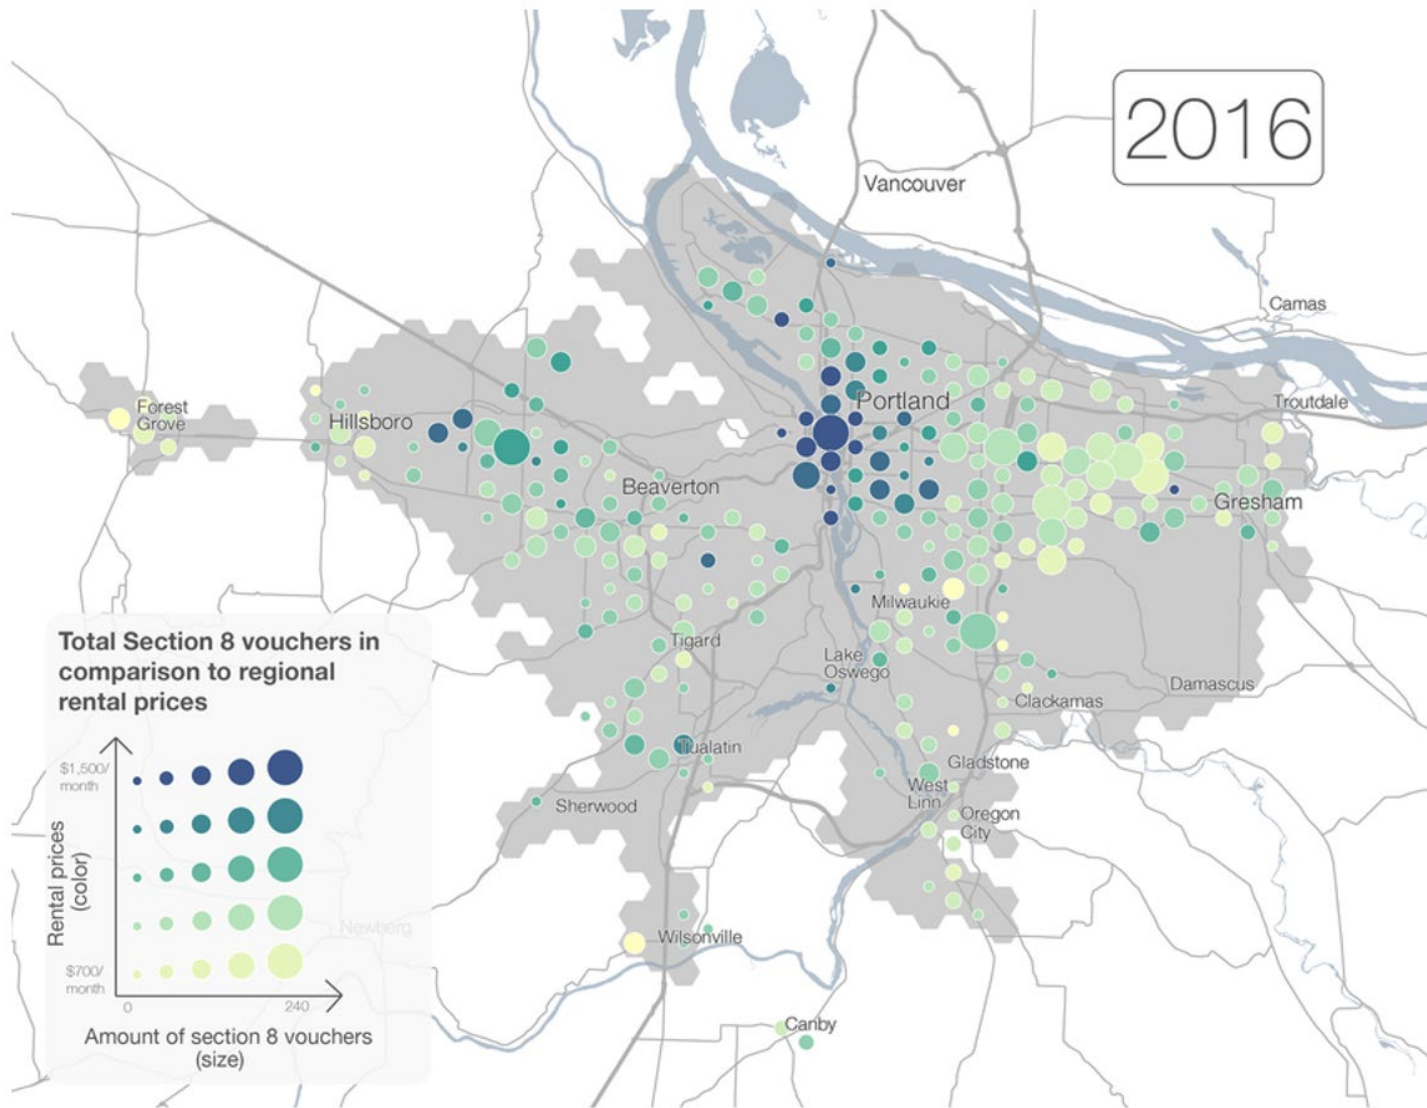 2016
Vancouver
Camas
Troutdale
Portland
Forest
Grove
Hillsboro
Beaverton
Gresham
Milwaukie
Tigard
Lake
Oswego
Damascus
Clackamas
Tualatin
Gladstone
West
Linn
Sherwood
Oregon
City
Wilsonville
Canby
Newberg
Total Section 8 vouchers in
comparison to regional
rental prices
$1,500/
month
Rental prices
(color)
$700/
month
0
240
Amount of section 8 vouchers
(size)